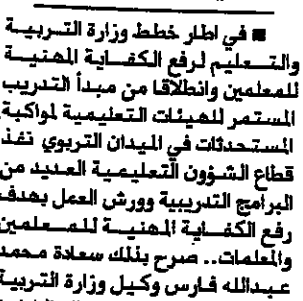 ■ في اطار خطط وزارة التربية
والتعليم لرفع الكفاية المهنية
للمعلمين وانطلاقا من مبدأ التدريب
المستمر للهيئات التعليمية لمواكبة
المستحدثات في الميدان التربوي نفذ
قطاع الشؤون التعليمية العديد من
البرامج التدريبية وورش العمل بهدف
رفع الكفاية المهنية للمعلمين
والمعلمات.. صرح بذلك سعادة محمد
عبدالله فارس وكيل وزارة التربية